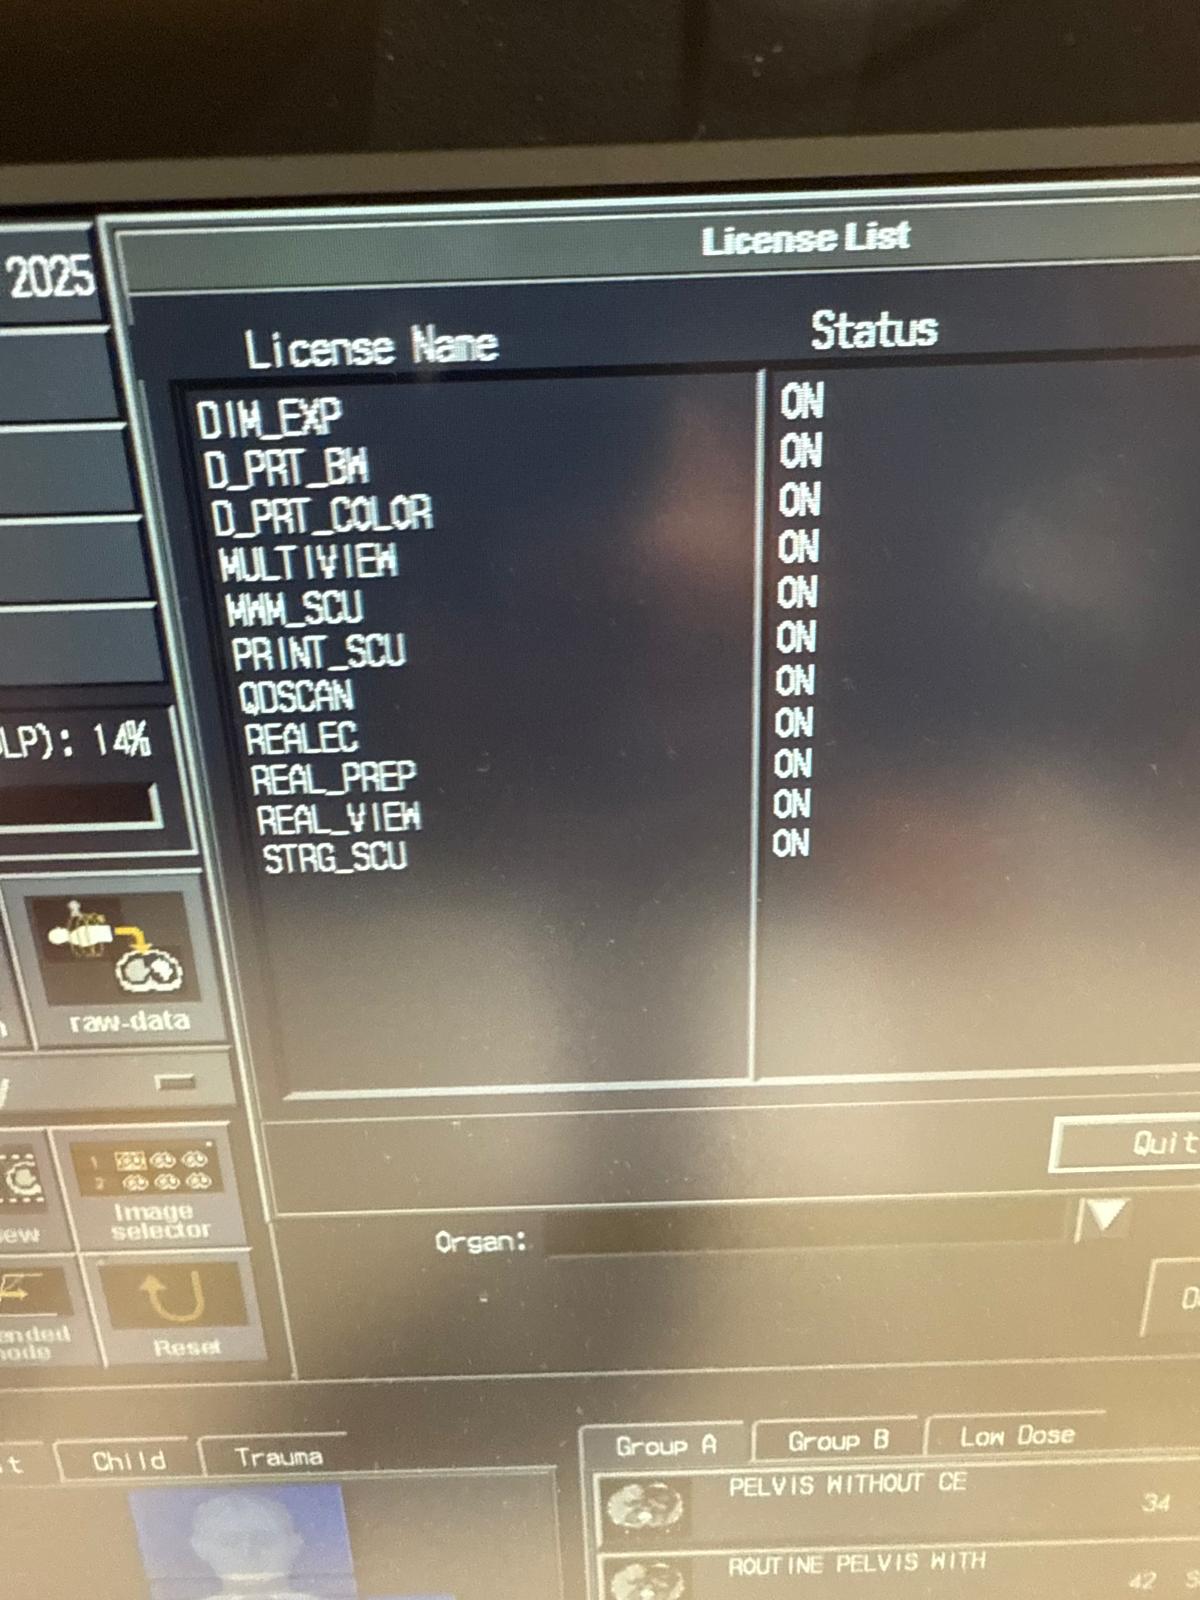 2025
License List
License Name
Status
DIM_EXP ON
D_PRT_BW ON
D_PRT_COLOR ON
MULTIVIEW ON
MWM_SCU ON
PRINT_SCU ON
QDSCAN ON
REALEC ON
REAL_PREP ON
REAL_VIEW ON
STRG_SCU ON
LP): 14%
raw-data
Quit
Image
selector
Organ:
Reset
Child
Trauma
Group A
Group B
Low Dose
PELVIS WITHOUT CE
34
ROUTINE PELVIS WITH
42